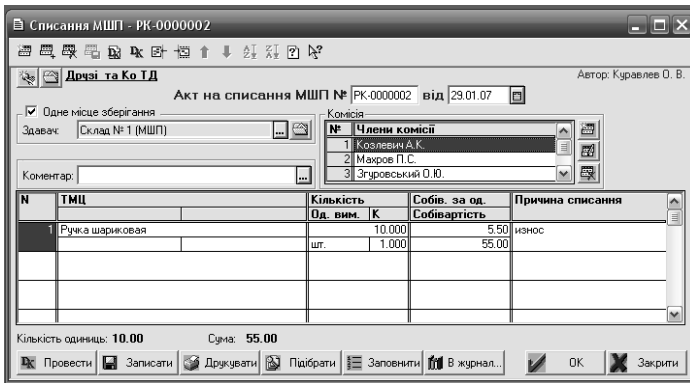 Списання МШП - РК-0000002
Друзі та Ко ТД
Автор: Куравлев О. В.
Акт на списання МШП № РК-0000002 від 29.01.07
Одне місце зберігання
Здавач: Склад № 1 (МШП) ...
Коментар: ...
Комісія
№ Члени комісії
1 Козлевич А.К.
2 Махров П.С.
3 Згуровський О.Ю.
N ТМЦ Кількість Собів. за од. Причина списання
Од. вим. К Собівартість
1 Ручка шариковая 10.000 5.50 износ
шт. 1.000 55.00
Кількість одиниць: 10.00 Сума: 55.00
Провести Записати Друкувати Підібрати Заповнити В журнал... OK Закрити